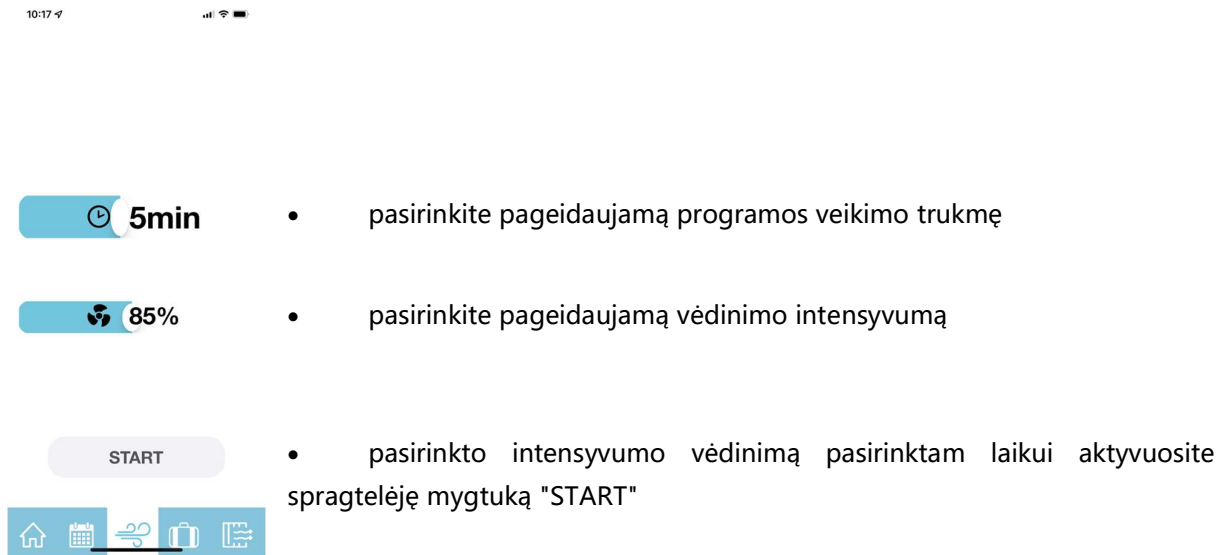 10:17
5min
• pasirinkite pageidaujamą programos veikimo trukmę
85%
• pasirinkite pageidaujamą vėdinimo intensyvumą
START
• pasirinkto intensyvumo vėdinimą pasirinktam laikui aktyvuosite
spragtelėję mygtuką "START"